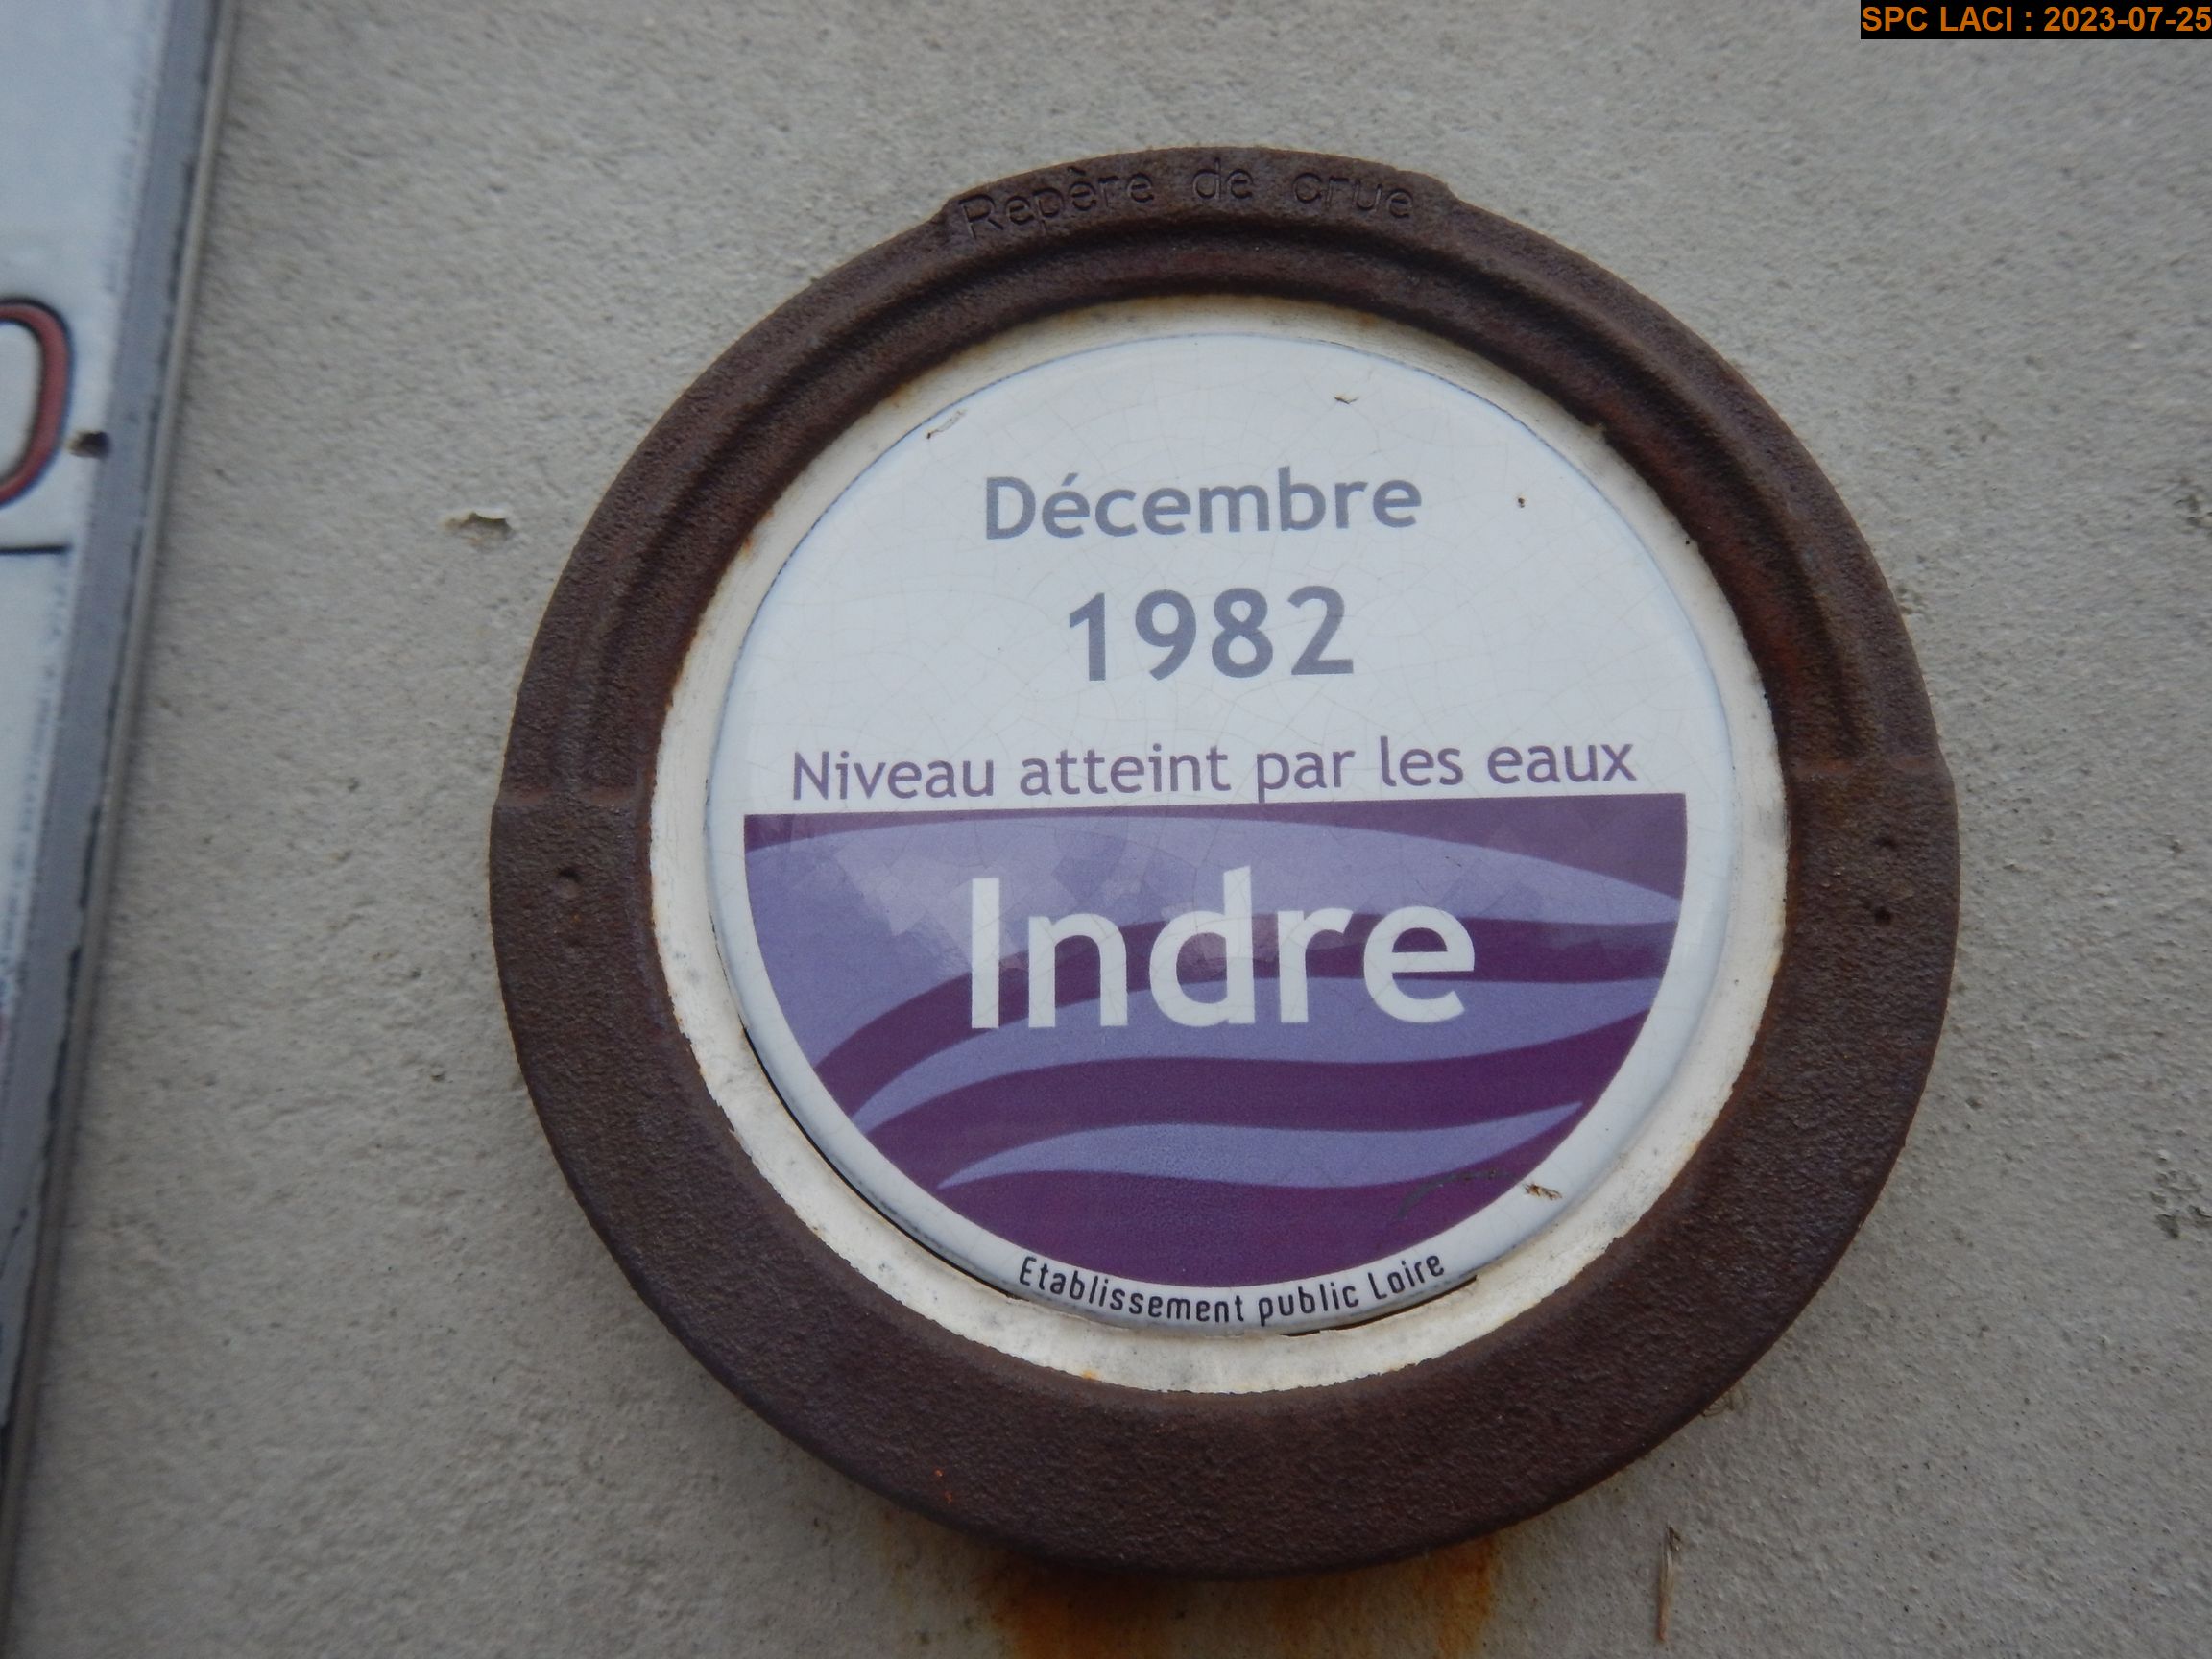 SPC LACI : 2023-07-25
Repère de crue
Décembre
1982
Niveau atteint par les eaux
Indre
Etablissement public Loire